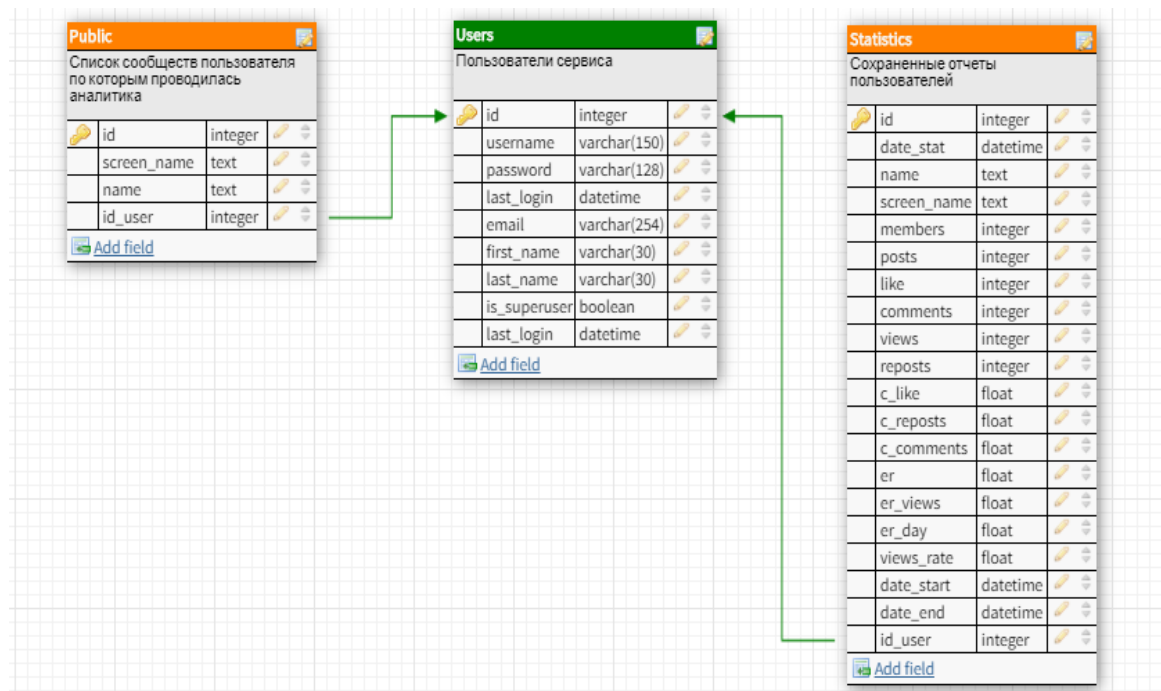 Public
Список сообществ пользователя
по которым проводилась
аналитика
id integer
screen_name text
name text
id_user integer
Add field
Users
Пользователи сервиса
id integer
username varchar(150)
password varchar(128)
last_login datetime
email varchar(254)
first_name varchar(30)
last_name varchar(30)
is_superuser boolean
last_login datetime
Add field
Statistics
Сохраненные отчеты
пользователей
id integer
date_stat datetime
name text
screen_name text
members integer
posts integer
like integer
comments integer
views integer
reposts integer
c_like float
c_reposts float
c_comments float
er float
er_views float
er_day float
views_rate float
date_start datetime
date_end datetime
id_user integer
Add field